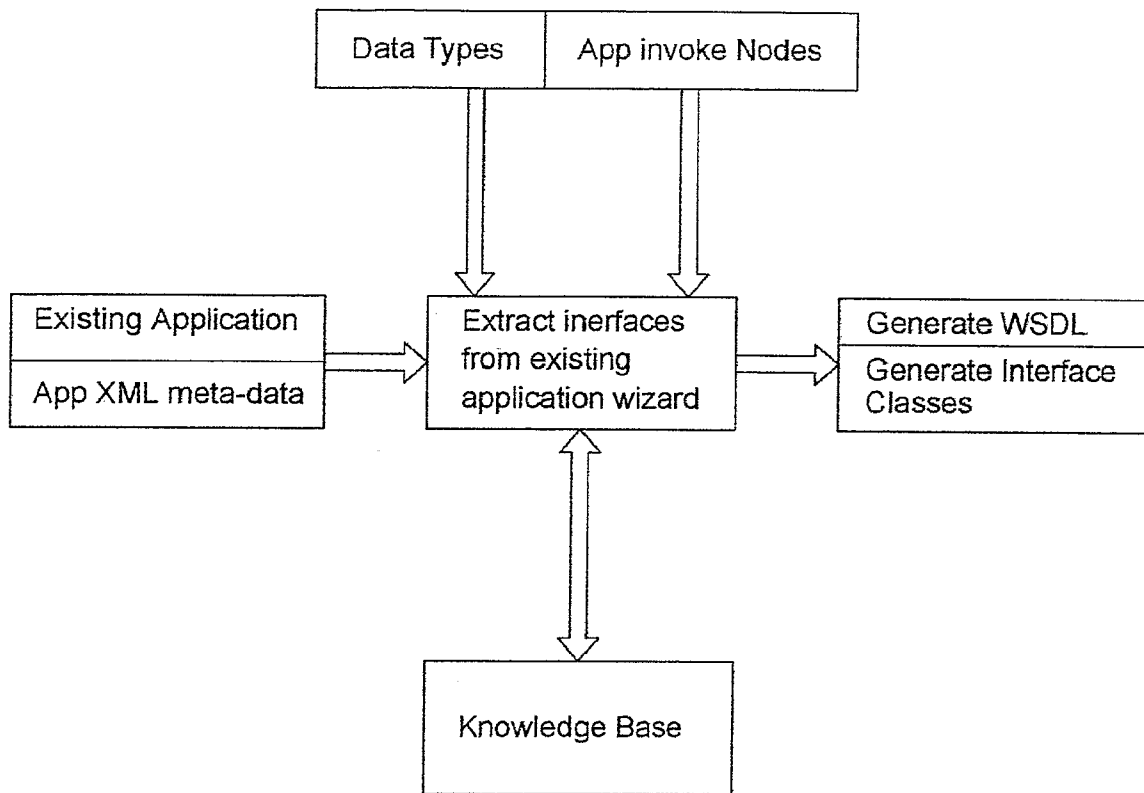 Data Types
App invoke Nodes
Existing Application
App XML meta-data
Extract inerfaces
from existing
application wizard
Generate WSDL
Generate Interface
Classes
Knowledge Base